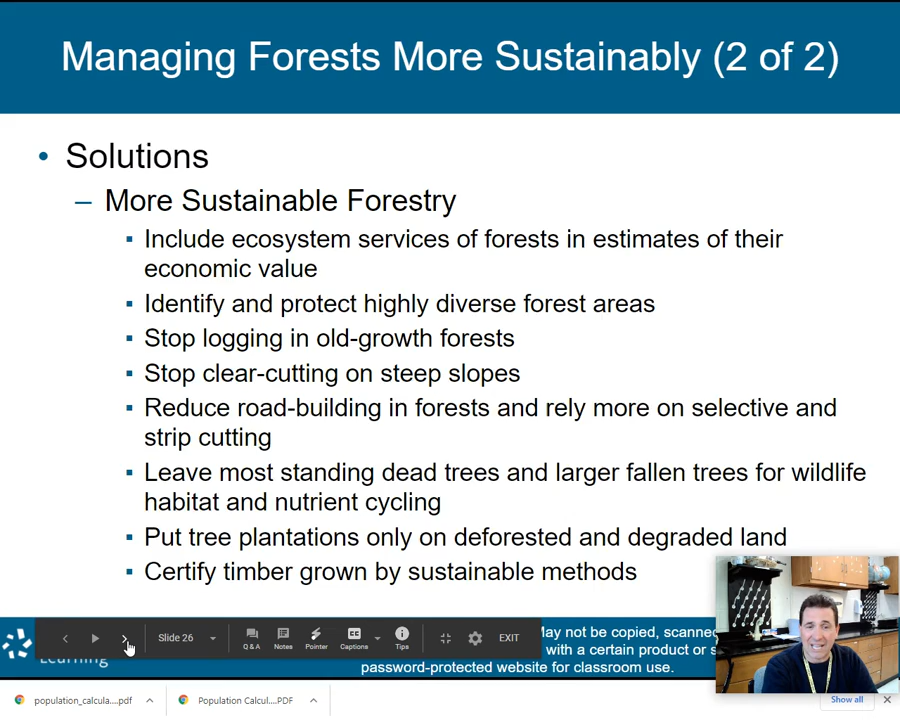 Managing Forests More Sustainably (2 of 2)
• Solutions
– More Sustainable Forestry
▪ Include ecosystem services of forests in estimates of their
economic value
▪ Identify and protect highly diverse forest areas
▪ Stop logging in old-growth forests
▪ Stop clear-cutting on steep slopes
▪ Reduce road-building in forests and rely more on selective and
strip cutting
▪ Leave most standing dead trees and larger fallen trees for wildlife
habitat and nutrient cycling
▪ Put tree plantations only on deforested and degraded land
▪ Certify timber grown by sustainable methods
Slide 26
Q & A
Notes
Pointer
Captions
Tips
EXIT
Learning
May not be copied, scanned
with a certain product or
password-protected website for classroom use.
population_calcula....pdf
Population Calcul....PDF
Show all